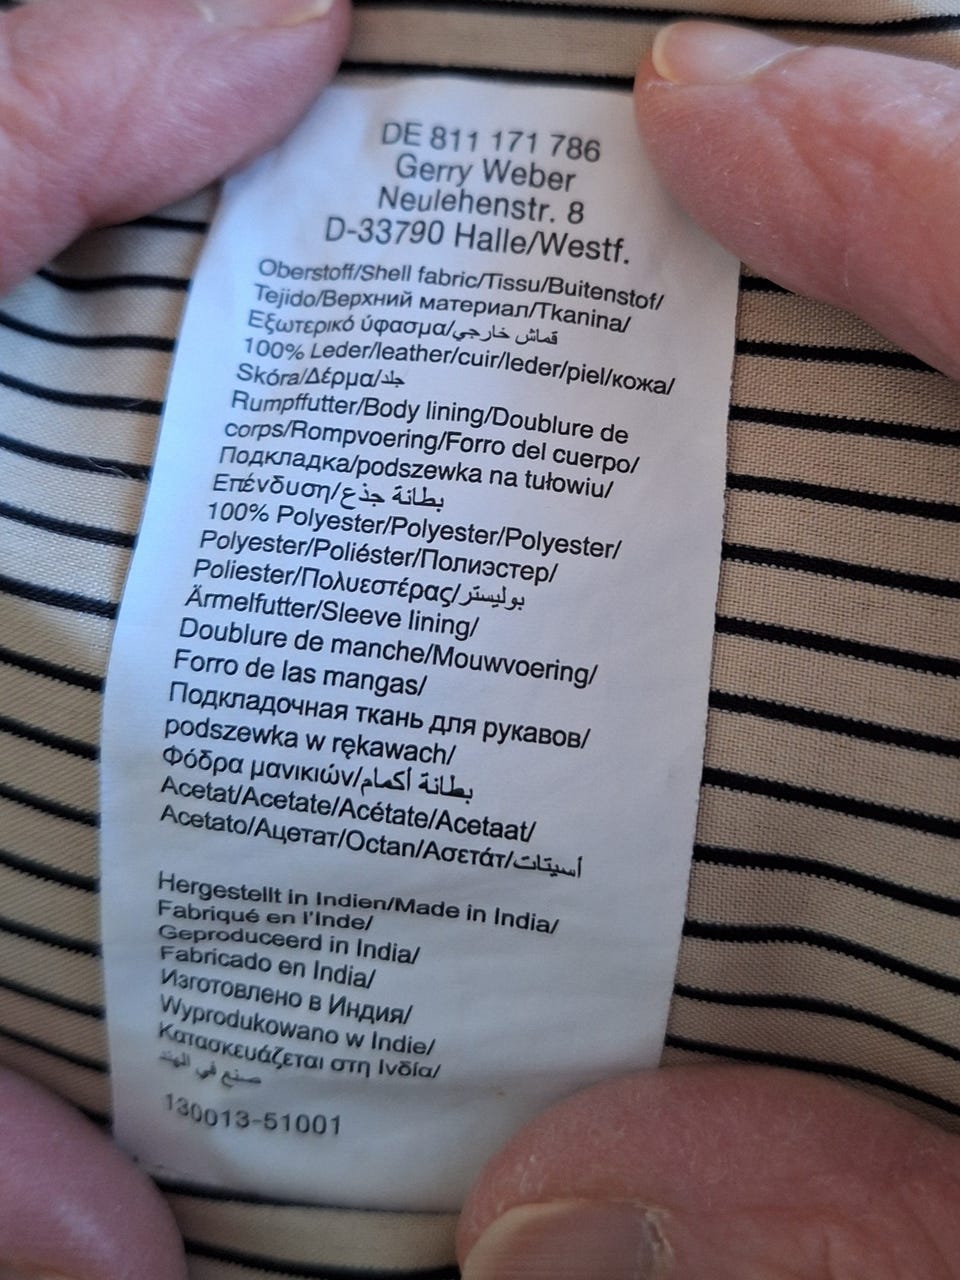 DE 811 171 786
Gerry Weber
Neulehenstr. 8
D-33790 Halle/Westf.
Oberstoff/Shell fabric/Tissu/Buitenstof/
Tejido/Верхний материал/Tkanina/
Εξωτερικό ύφασμα/قماش خارجي
100% Leder/leather/cuir/leder/piel/кожа/
Skóra/Δέρμα/جلد
Rumpffutter/Body lining/Doublure de
corps/Rompvoering/Forro del cuerpo/
Подкладка/podszewka na tułowiu/
Επένδυση/بطانة جذع
100% Polyester/Polyester/Polyester/
Polyester/Poliéster/Полиэстер/
Poliester/Πολυεστέρας/بوليستر
Ärmelfutter/Sleeve lining/
Doublure de manche/Mouwvoering/
Forro de las mangas/
Подкладочная ткань для рукавов/
podszewka w rękawach/
Φόδρα μανικιών/بطانة أكمام
Acetat/Acetate/Acétate/Acetaat/
Acetato/Ацетат/Octan/Ασετάτ/أسيتات
Hergestellt in Indien/Made in India/
Fabriqué en l'Inde/
Geproduceerd in India/
Fabricado en India/
Изготовлено в Индия/
Wyprodukowano w Indie/
Κατασκευάζεται στη Ινδία/
صنع في الهند
130013-51001